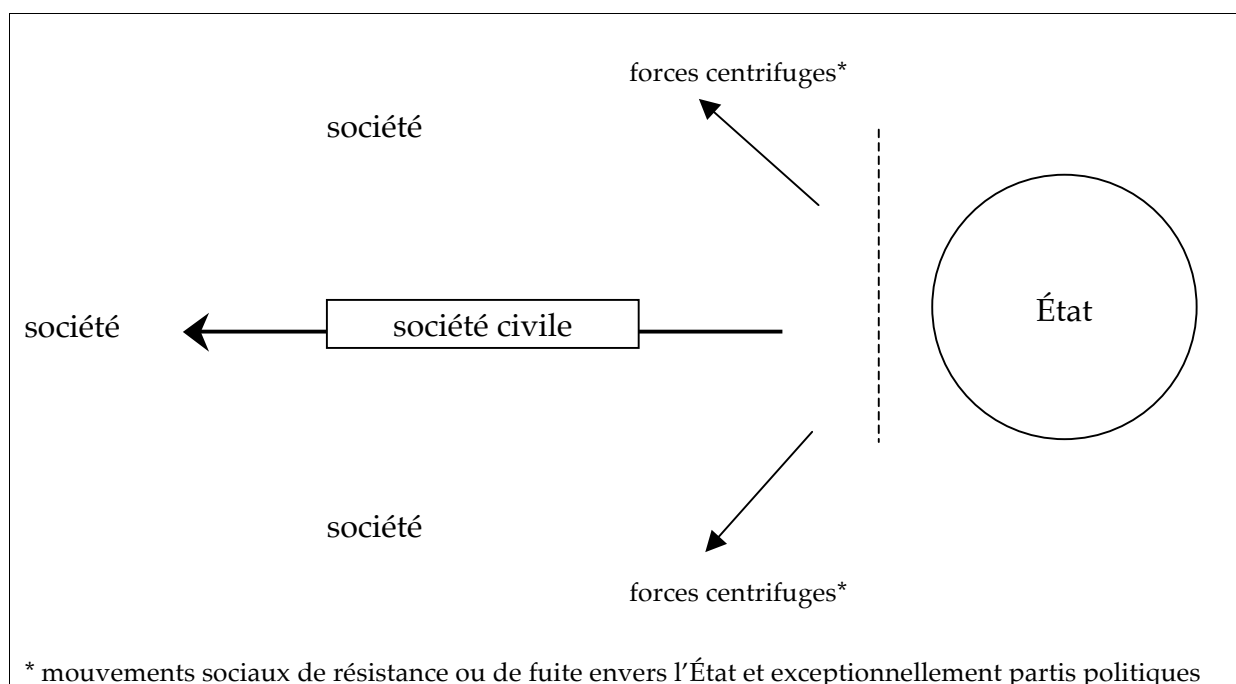 forces centrifuges*
société
État
société
société civile
société
forces centrifuges*
* mouvements sociaux de résistance ou de fuite envers l’État et exceptionnellement partis politiques